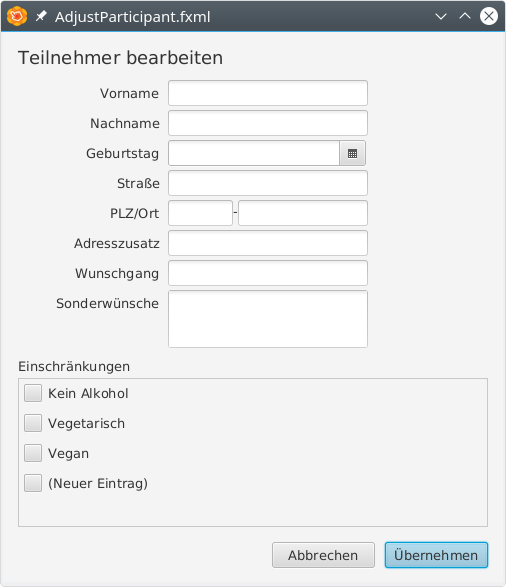 AdjustParticipant.fxml
Teilnehmer bearbeiten
Vorname
Nachname
Geburtstag
Straße
PLZ/Ort -
Adresszusatz
Wunschgang
Sonderwünsche
Einschränkungen
Kein Alkohol
Vegetarisch
Vegan
(Neuer Eintrag)
Abbrechen Übernehmen